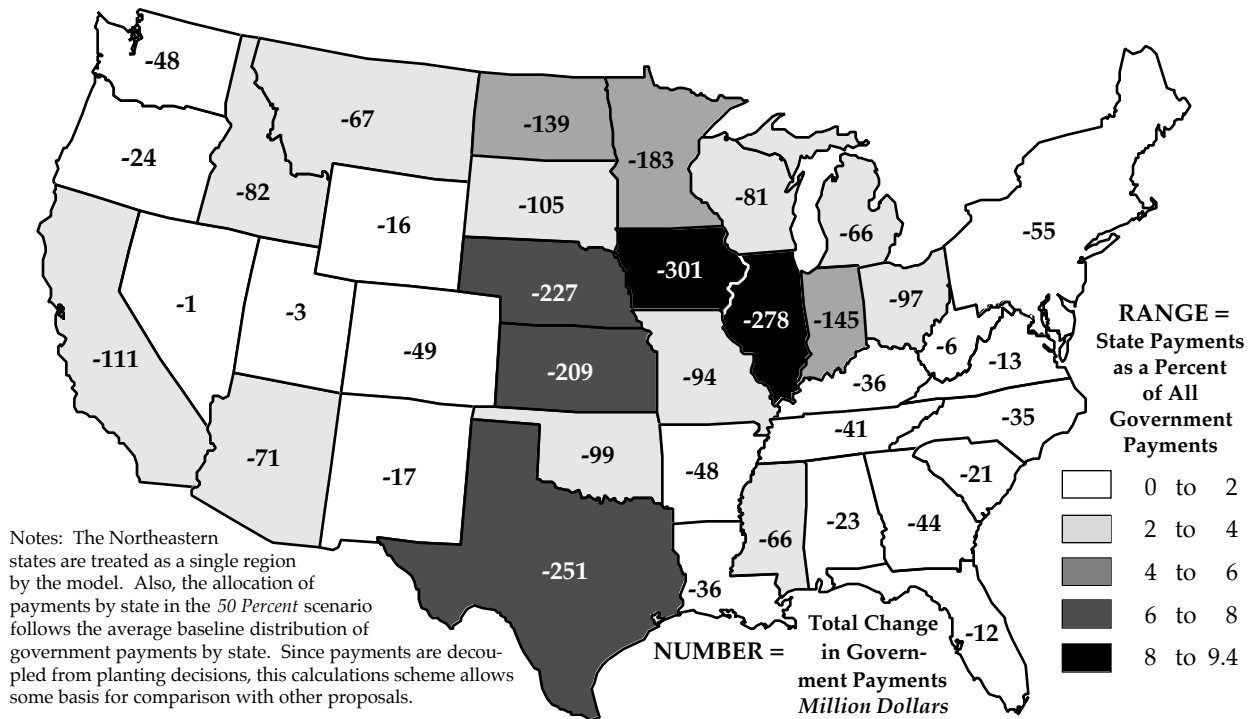 -48
-67
-139
-183
-24
-82
-105
-81
-16
-66
-55
-301
-227
-1
-3
-278
-145
-97
-49
-6
-13
-111
-209
-94
-36
-35
-41
-71
-99
-17
-48
-21
-66
-23
-44
-251
-36
-12
RANGE =
State Payments
as a Percent
of All
Government
Payments
0 to 2
2 to 4
4 to 6
6 to 8
8 to 9.4
Notes: The Northeastern
states are treated as a single region
by the model. Also, the allocation of
payments by state in the 50 Percent scenario
follows the average baseline distribution of
government payments by state. Since payments are decou-
pled from planting decisions, this calculations scheme allows
some basis for comparison with other proposals.
NUMBER =
Total Change
in Govern-
ment Payments
Million Dollars